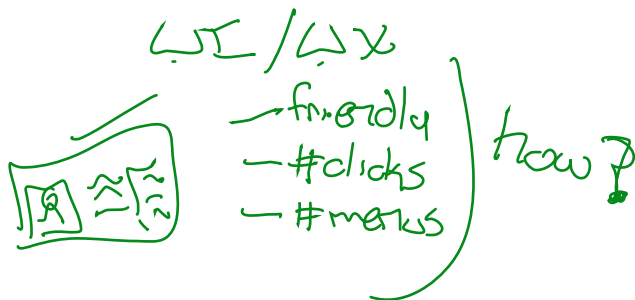 UI/UX
- friendly
- #clicks
- #menus
how?